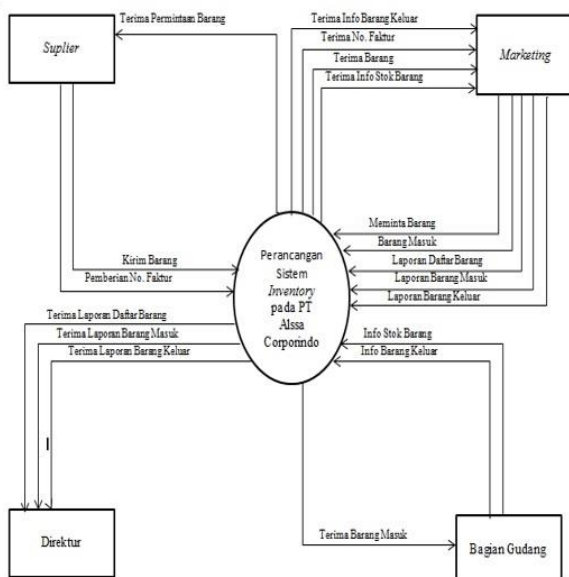 Terima Permintaan Barang
Suplier
Terima Info Barang Keluar
Terima No. Faktur
Terima Barang
Terima Info Stok Barang
Marketing
Meminta Barang
Barang Masuk
Laporan Daftar Barang
Laporan Barang Masuk
Laporan Barang Keluar
Kirim Barang
Pemberian No. Faktur
Perancangan
Sistem
Inventory
pada PT
Alssa
Corporindo
Terima Laporan Daftar Barang
Terima Laporan Barang Masuk
Terima Laporan Barang Keluar
Info Stok Barang
Info Barang Keluar
Direktur
Terima Barang Masuk
Bagian Gudang